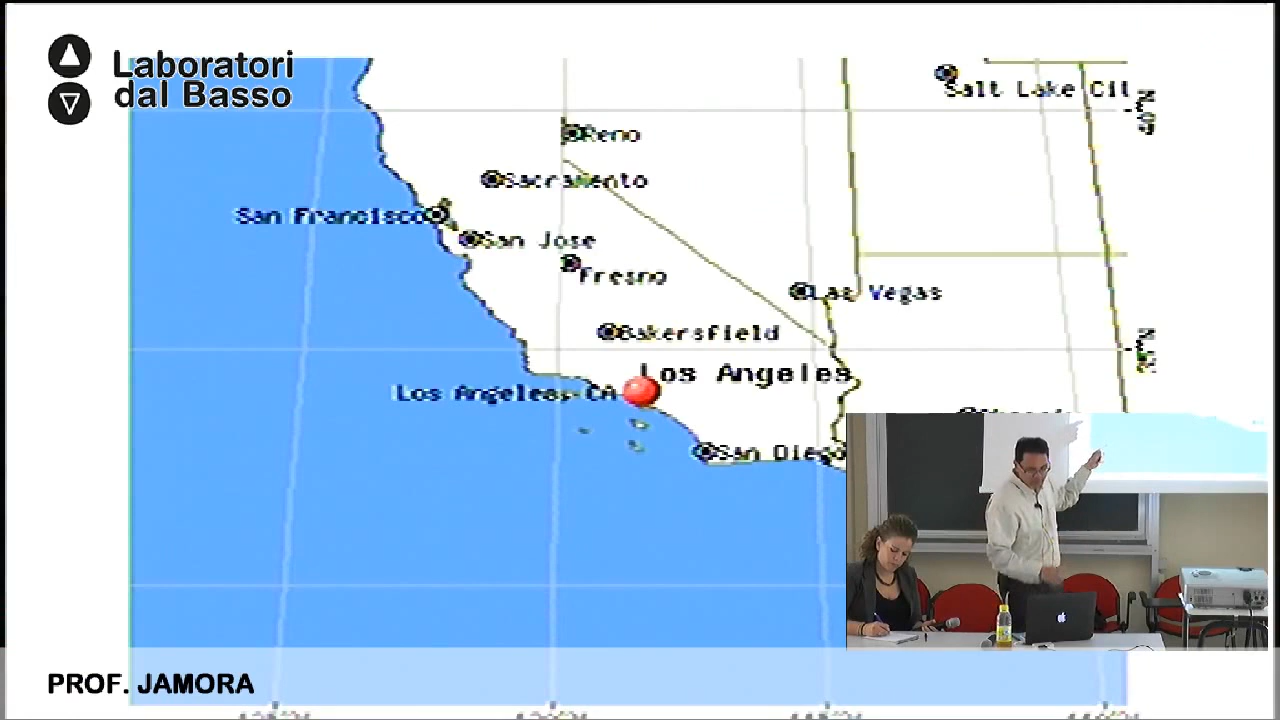 Laboratori
dal Basso
Salt Lake Cit
Reno
Sacramento
San Francisco
San Jose
Fresno
Las Vegas
Bakersfield
Los Angeles
Los Angeles, CA
San Diego
PROF. JAMORA